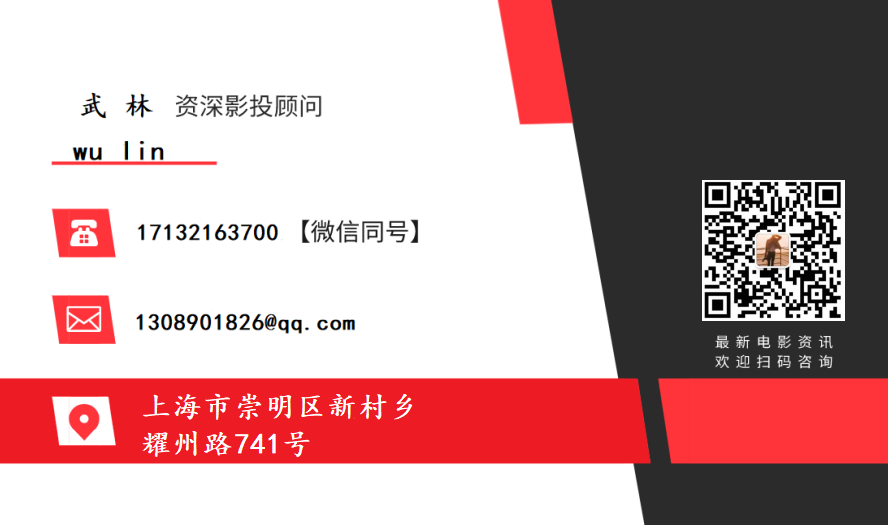 武 林 资深影投顾问
wu lin
17132163700 【微信同号】
1308901826@qq.com
最新电影资讯
欢迎扫码咨询
上海市崇明区新村乡
耀州路741号